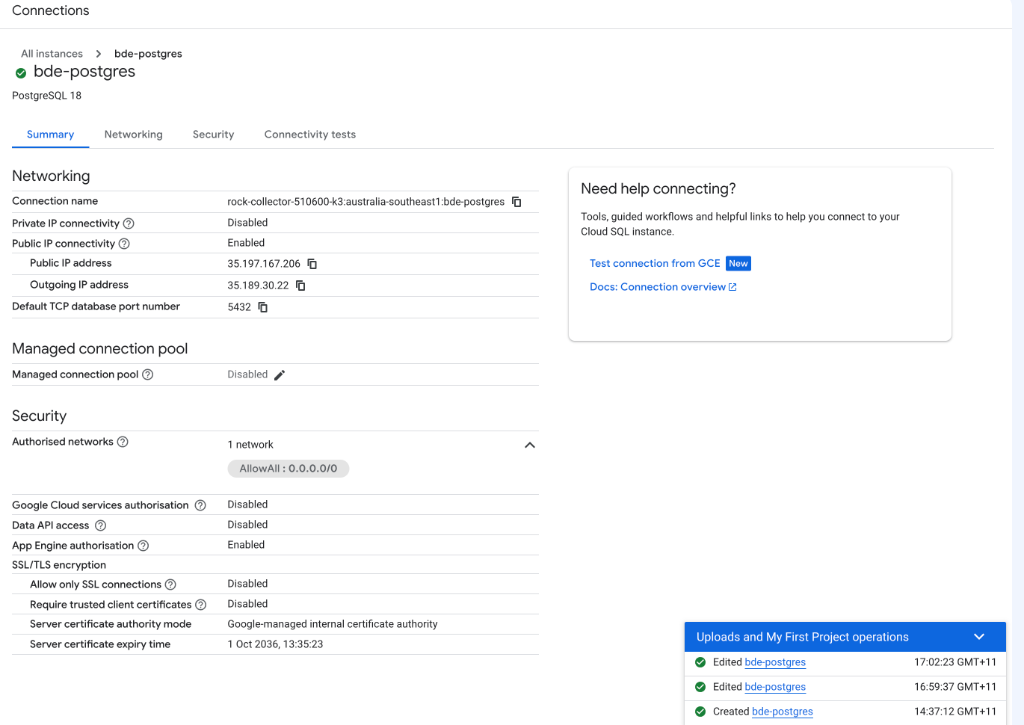 Connections
All instances > bde-postgres
bde-postgres
PostgreSQL 18
Summary Networking Security Connectivity tests
Networking
Connection name rock-collector-510600-k3:australia-southeast1:bde-postgres
Private IP connectivity Disabled
Public IP connectivity Enabled
Public IP address 35.197.167.206
Outgoing IP address 35.189.30.22
Default TCP database port number 5432
Managed connection pool
Managed connection pool Disabled
Security
Authorised networks 1 network
AllowAll : 0.0.0.0/0
Google Cloud services authorisation Disabled
Data API access Disabled
App Engine authorisation Enabled
SSL/TLS encryption
Allow only SSL connections Disabled
Require trusted client certificates Disabled
Server certificate authority mode Google-managed internal certificate authority
Server certificate expiry time 1 Oct 2036, 13:35:23
Need help connecting?
Tools, guided workflows and helpful links to help you connect to your
Cloud SQL instance.
Test connection from GCE New
Docs: Connection overview
Uploads and My First Project operations
Edited bde-postgres 17:02:23 GMT+11
Edited bde-postgres 16:59:37 GMT+11
Created bde-postgres 14:37:12 GMT+11